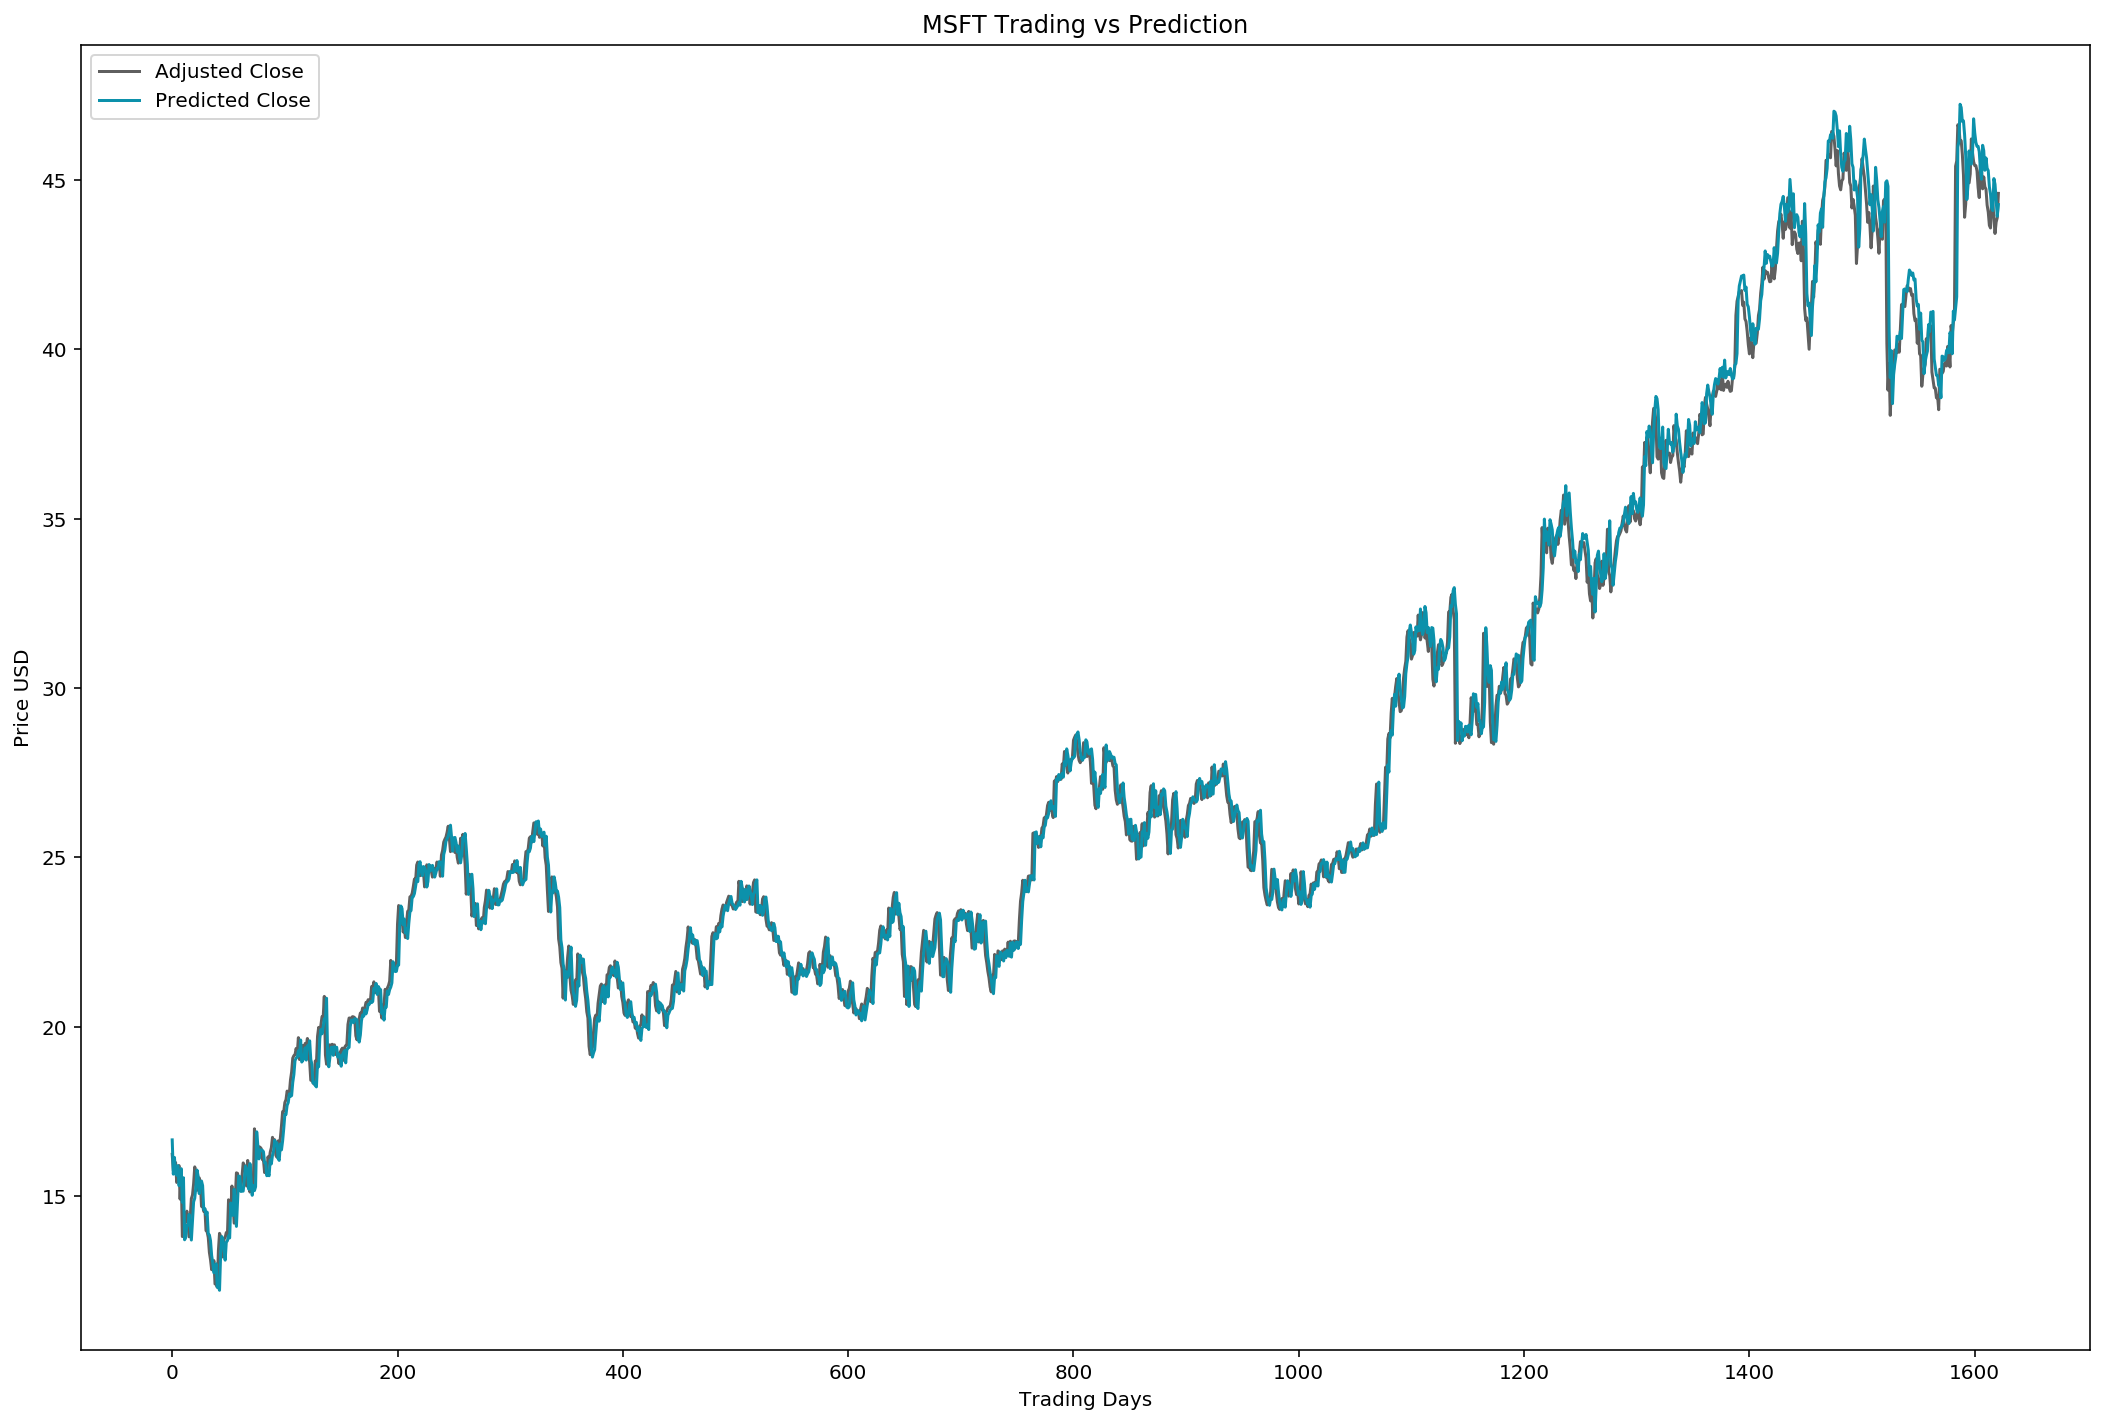 MSFT Trading vs Prediction
Adjusted Close
Predicted Close
Price USD
45
40
35
30
25
20
15
0 200 400 600 800 1000 1200 1400 1600
Trading Days